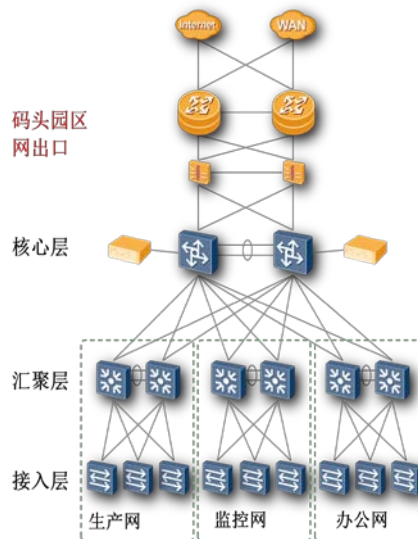 Internet
WAN
码头园区
网出口
核心层
汇聚层
接入层
生产网
监控网
办公网